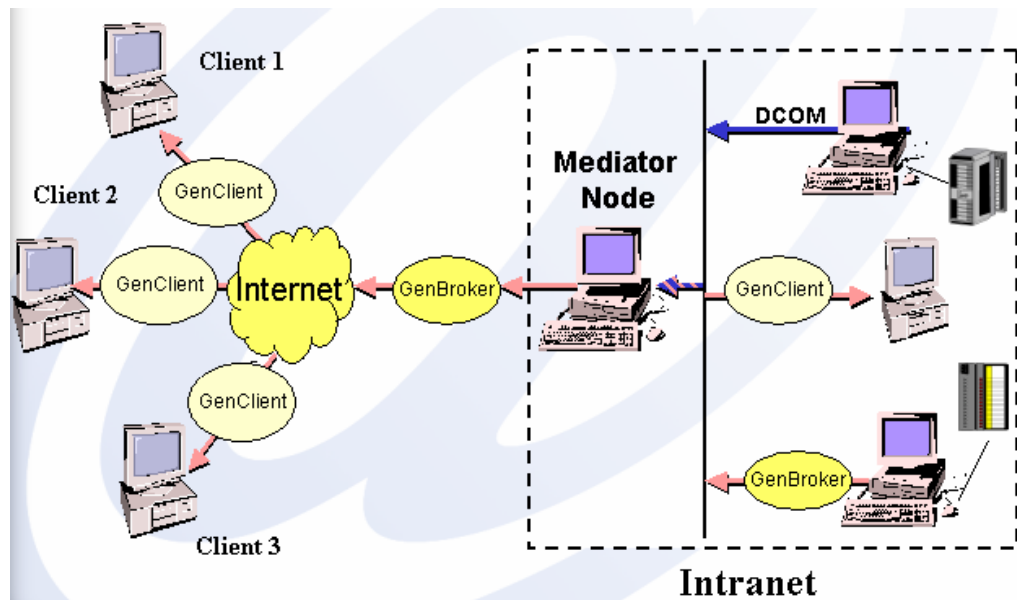 Client 1
DCOM
Mediator
Node
GenClient
Client 2
GenClient
Internet
GenBroker
GenClient
GenClient
GenBroker
Client 3
Intranet